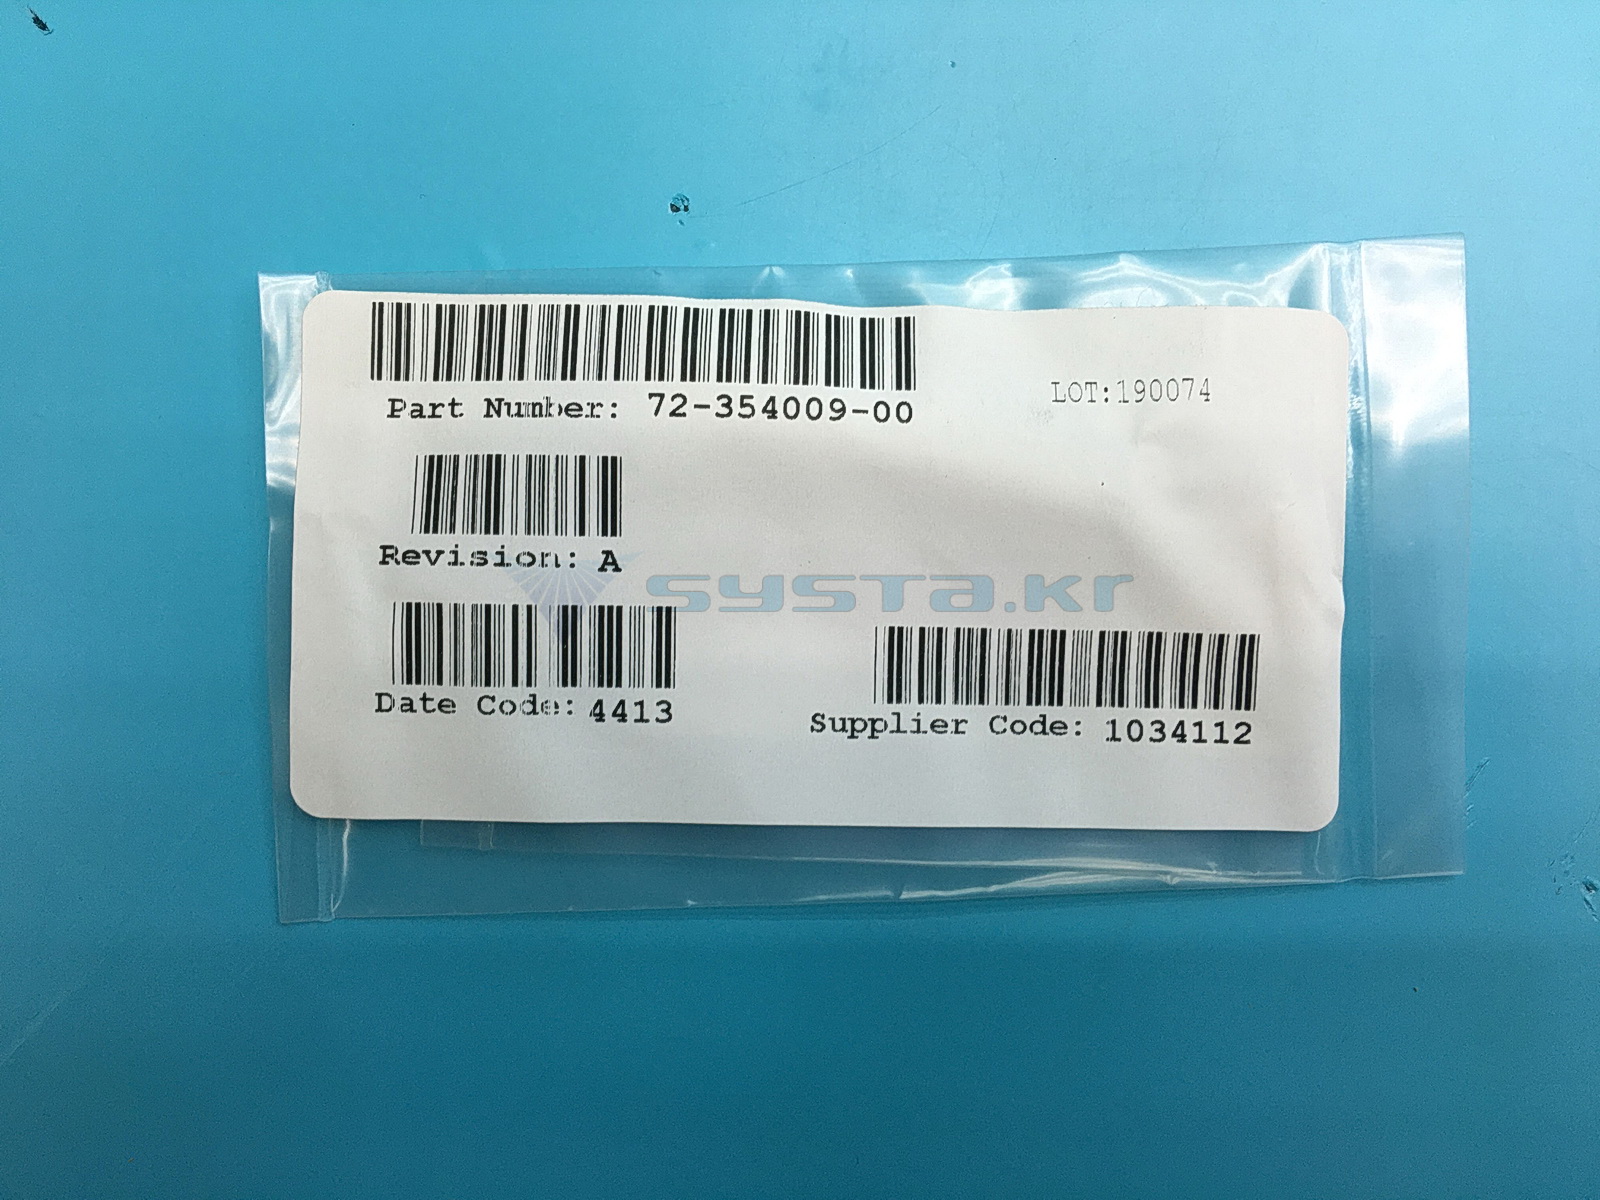 Part Number: 72-354009-00
LOT:190074
Revision: A
systa.kr
Date Code: 4413
Supplier Code: 1034112